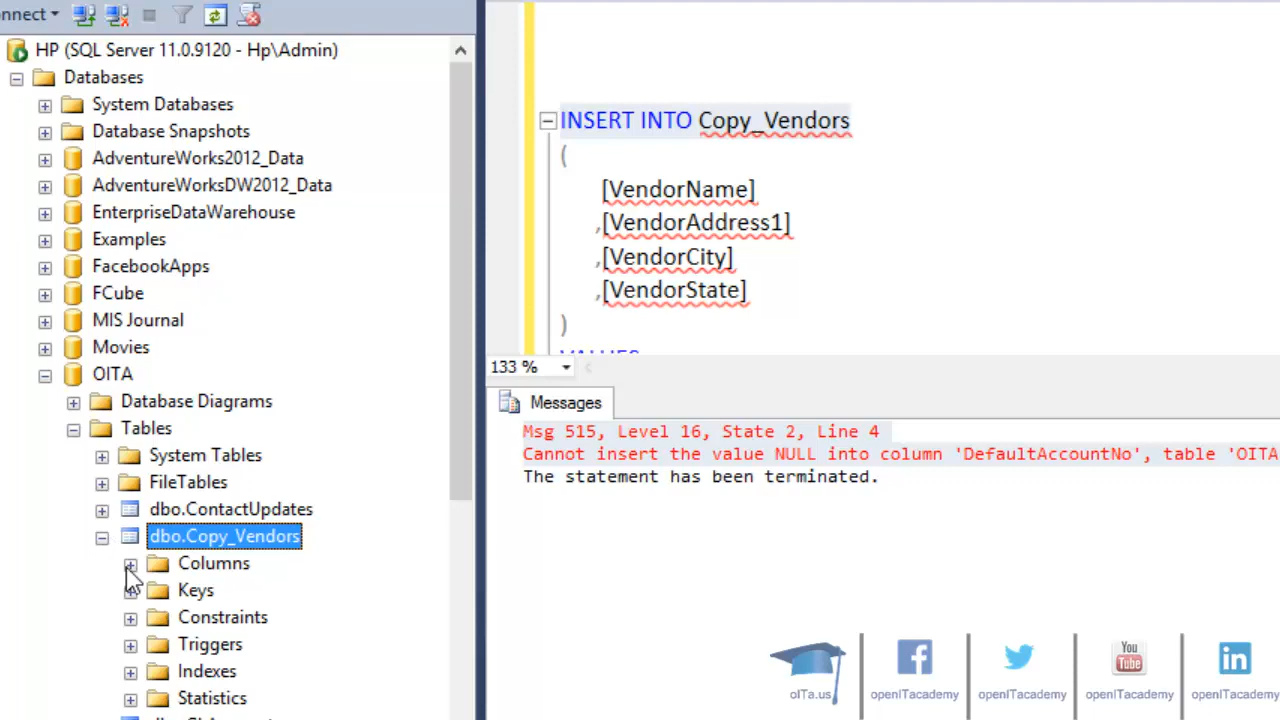 nnect
HP (SQL Server 11.0.9120 - Hp\Admin)
Databases
System Databases
Database Snapshots
AdventureWorks2012_Data
AdventureWorksDW2012_Data
EnterpriseDataWarehouse
Examples
FacebookApps
FCube
MIS Journal
Movies
OITA
Database Diagrams
Tables
System Tables
FileTables
dbo.ContactUpdates
dbo.Copy_Vendors
Columns
Keys
Constraints
Triggers
Indexes
Statistics
INSERT INTO Copy_Vendors
(
[VendorName]
,[VendorAddress1]
,[VendorCity]
,[VendorState]
)
VALUES
133 %
Messages
Msg 515, Level 16, State 2, Line 4
Cannot insert the value NULL into column 'DefaultAccountNo', table 'OITA
The statement has been terminated.
oITa.us
openITacademy
openITacademy
You Tube
openITacademy
in
openITacademy